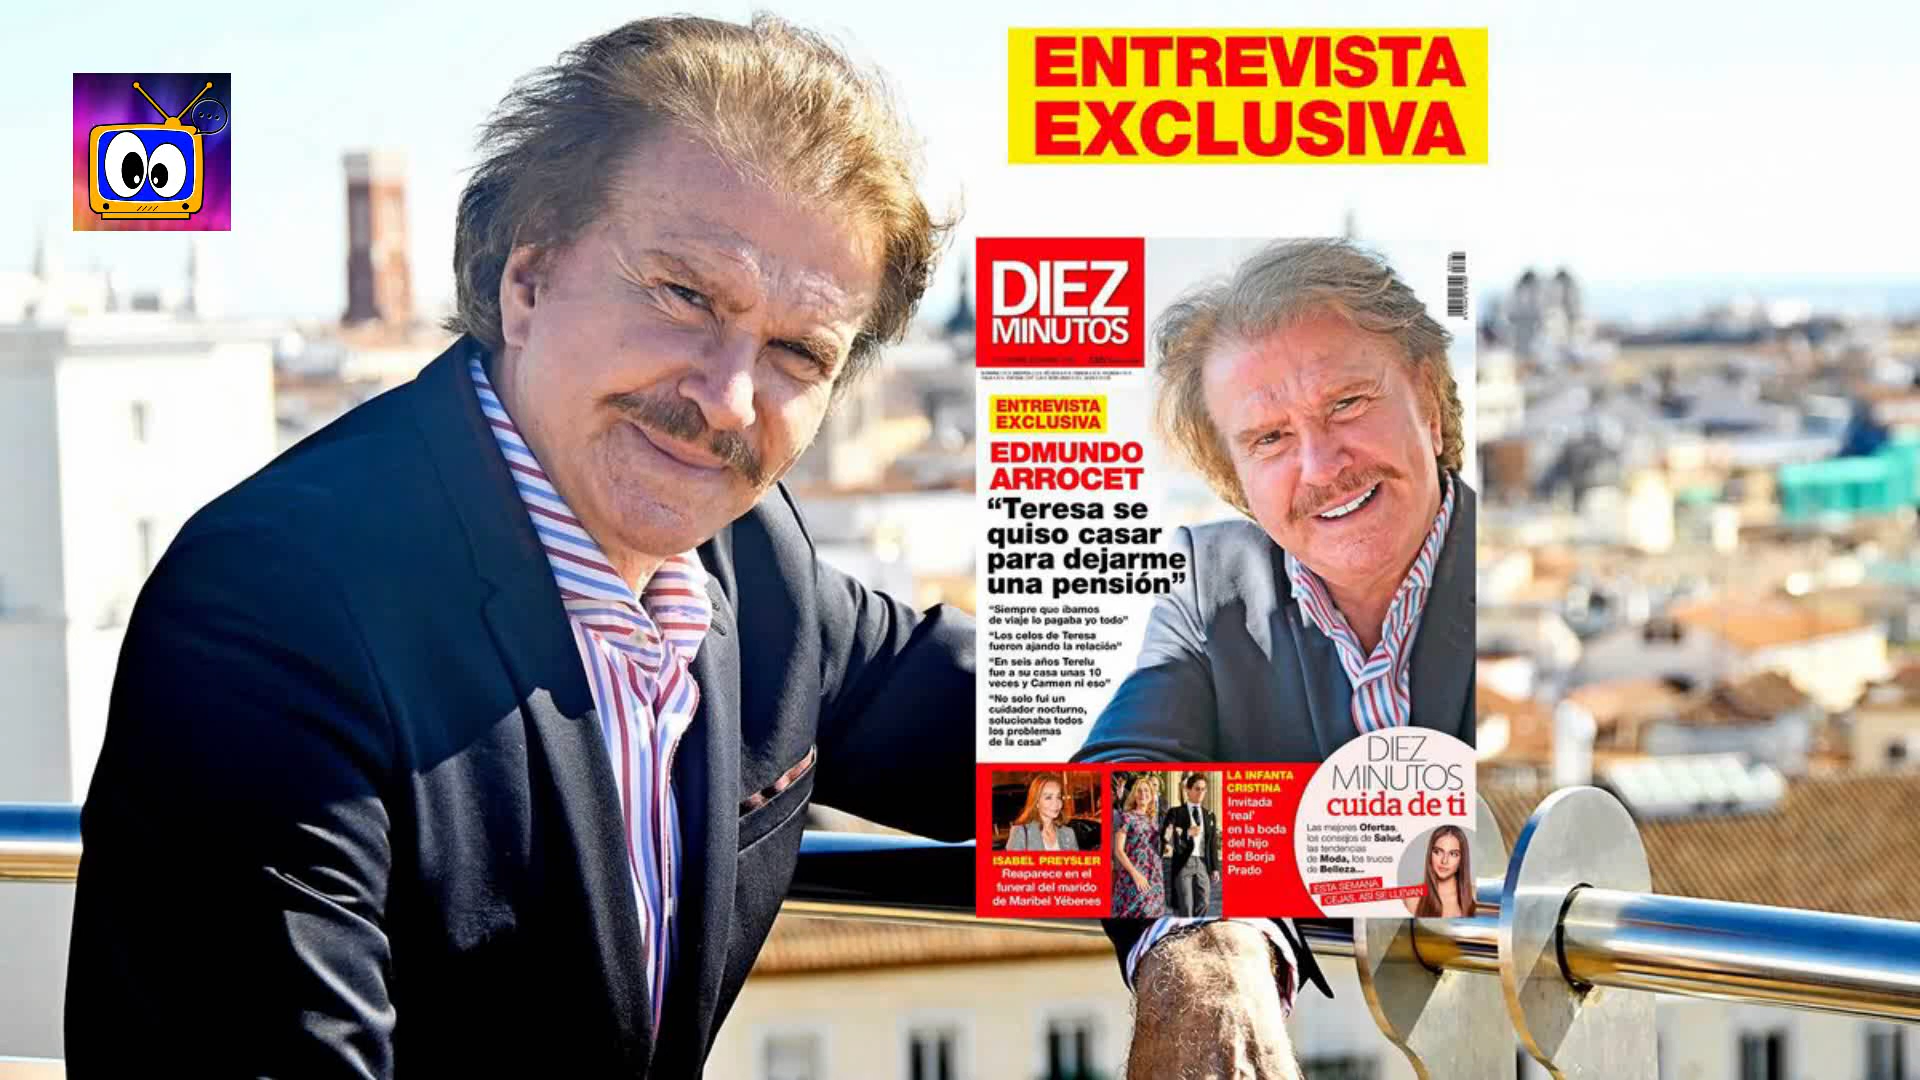 ENTREVISTA
EXCLUSIVA
DIEZ
MINUTOS
ENTREVISTA
EXCLUSIVA
EDMUNDO
ARROCET
“Teresa se
quiso casar
para dejarme
una pensión”
“Siempre que íbamos
de viaje lo pagaba yo todo”
“Los celos de Teresa
fueron ajando la relación”
“En seis años Terelu
fue a su casa unas 10
veces y Carmen ni eso”
“No solo fui un
cuidador nocturno,
solucionaba todos
los problemas
de la casa”
ISABEL PREYSLER
Reaparece en el
funeral del marido
de Maribel Yébenes
LA INFANTA
CRISTINA
Invitada
‘real’
en la boda
del hijo
de Borja
Prado
DIEZ
MINUTOS
cuida de ti
Las mejores Ofertas,
los consejos de Salud,
las tendencias
de Moda, los trucos
de Belleza...
ESTA SEMANA
CEJAS, ASÍ SE LLEVAN